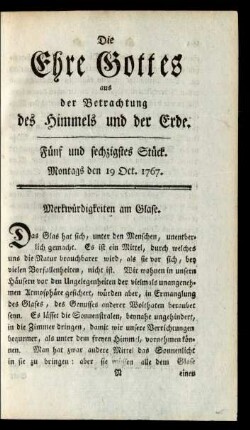 Die
Ehre Gottes
aus
der Betrachtung
des Himmels und der Erde.
Fünf und sechzigstes Stück.
Montags den 19 Oct. 1767.
Merkwürdigkeiten am Glase.
Das Glas hat sich, unter den Menschen, unentbehr-
lich gemacht. Es ist ein Mittel, durch welches
uns die Natur brauchbarer wird, als sie vor sich, bey
vielen Vorfallenheiten, nicht ist. Wir wahren in unsern
Häusern vor den Ungelegenheiten der vielmals unangeneh-
men Atmosphäre gesichert, würden aber, in Ermanglung
des Glases, des Genusses anderer Wohlthaten beraubet
seyn. Es lässet die Sonnenstralen, beynahe ungehindert,
in die Zimmer dringen, damit wir unsere Verrichtungen
bequemer, als unter dem freyen Himmel, vornehmen kön-
nen. Man hat zwar andere Mittel das Sonnenlicht
in sie zu bringen: aber sie müssen alle dem Glase
eines